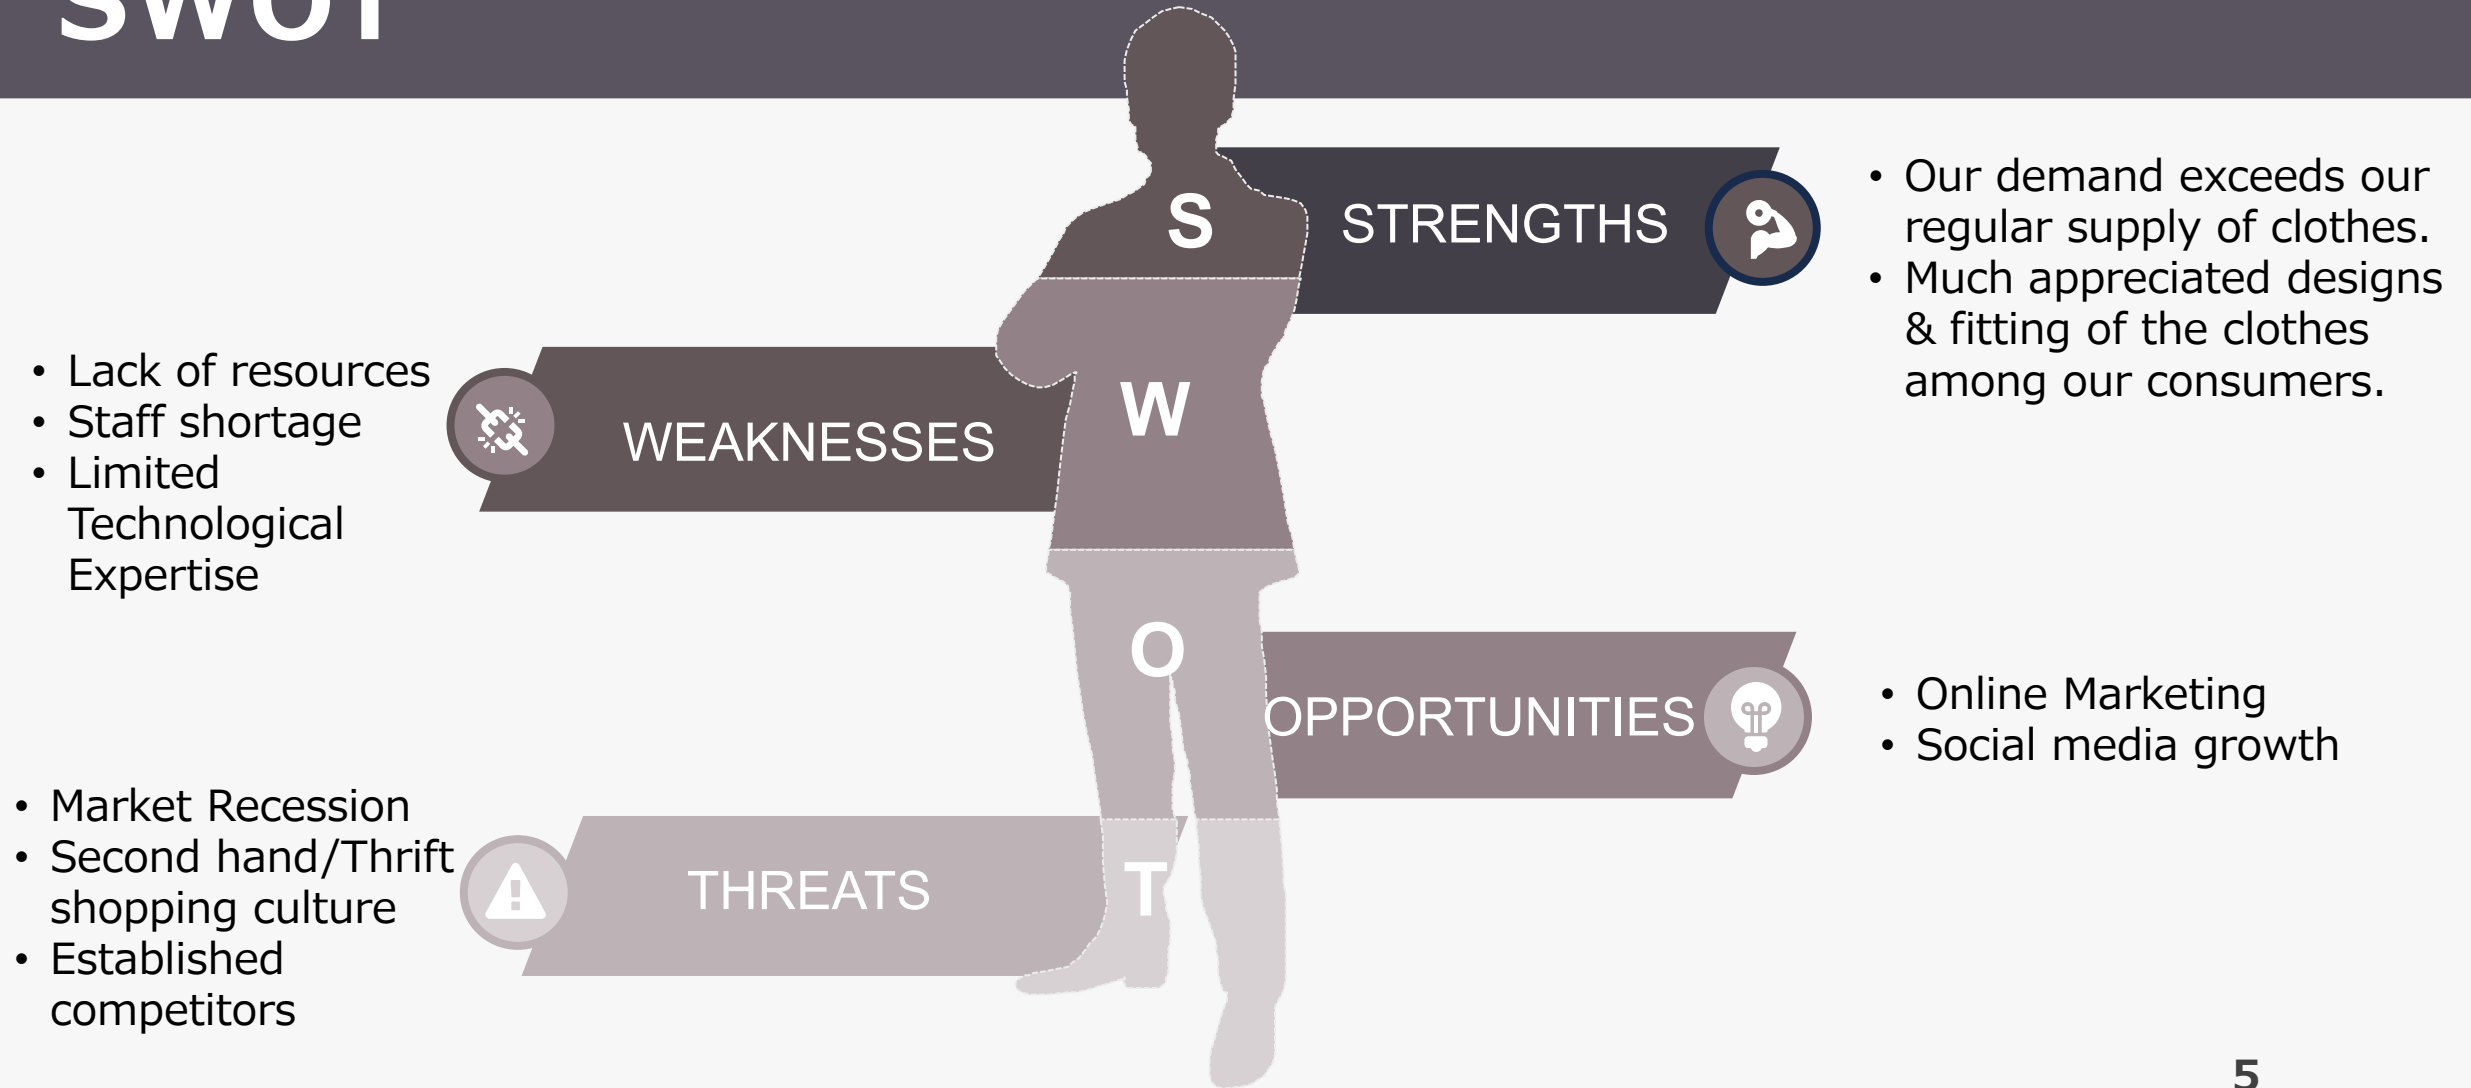 SWOT
S
STRENGTHS
• Our demand exceeds our
regular supply of clothes.
• Much appreciated designs
& fitting of the clothes
among our consumers.
• Lack of resources
• Staff shortage
• Limited
Technological
Expertise
WEAKNESSES
W
O
OPPORTUNITIES
• Online Marketing
• Social media growth
• Market Recession
• Second hand/Thrift
shopping culture
• Established
competitors
THREATS
T
5